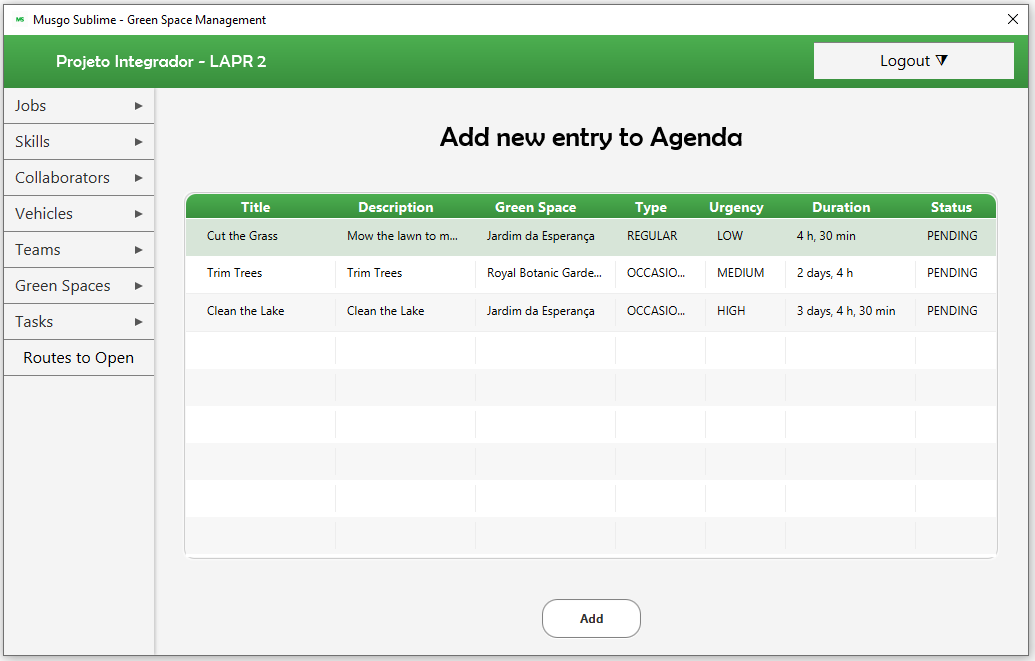 MS Musgo Sublime - Green Space Management
Projeto Integrador - LAPR 2
Logout
Jobs
Skills
Collaborators
Vehicles
Teams
Green Spaces
Tasks
Routes to Open
Add new entry to Agenda
Title Description Green Space Type Urgency Duration Status
Cut the Grass Mow the lawn to m... Jardim da Esperança REGULAR LOW 4 h, 30 min PENDING
Trim Trees Trim Trees Royal Botanic Garde... OCCASIO... MEDIUM 2 days, 4 h PENDING
Clean the Lake Clean the Lake Jardim da Esperança OCCASIO... HIGH 3 days, 4 h, 30 min PENDING
Add